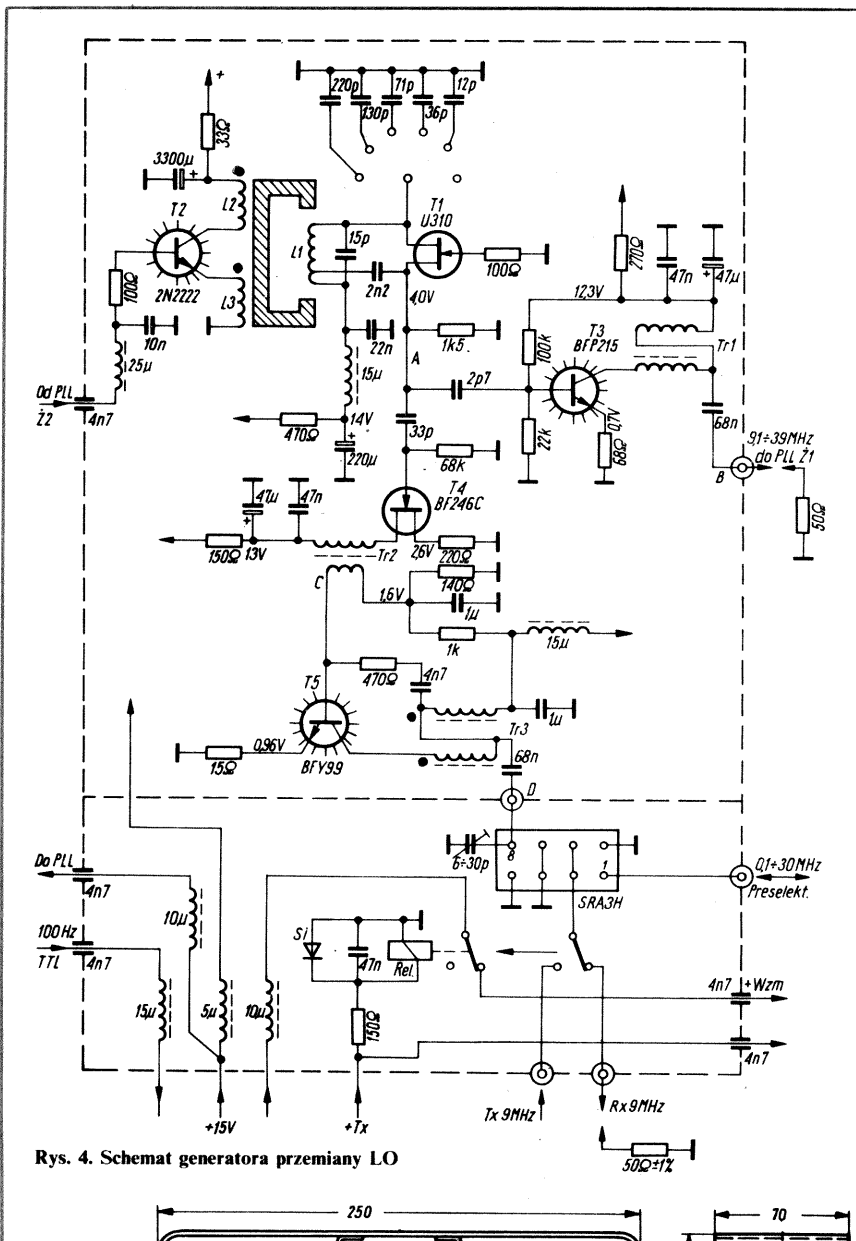 220p 130p 71p 36p 12p
+
33Ω
3300µ +
T2
L2
2N2222
L3
100Ω
10n
25µ
Od PLL
Ż2
4n7
L1
15p
2n2
T1
U310
100Ω
4,0V
22n
15µ
470Ω
14V
220µ
+
A
1k5
2p7
33p
68k
270Ω
47n
+ 47µ
12,3V
100k
T3
BFP215
22k
0,7V
68Ω
Tr1
68n
9,1÷39MHz
do PLL Ż1
B
50Ω
T4
BF246C
47µ
+
47n
150Ω
13V
Tr2
2,6V
220Ω
140Ω
C
1,6V
1µ
1k
15µ
T5
470Ω
4n7
1µ
Tr3
BFY99
0,96V
15Ω
68n
D
6÷30p
8
1
SRA3H
0,1÷30MHz
Preselekt.
Do PLL
4n7
100Hz
TTL
4n7
10µ
15µ
5µ
10µ
Si
47n
Rel.
150Ω
4n7 +Wzm
4n7
+15V
+Tx
Tx 9MHz
Rx 9MHz
50Ω±1%
Rys. 4. Schemat generatora przemiany LO
250
70